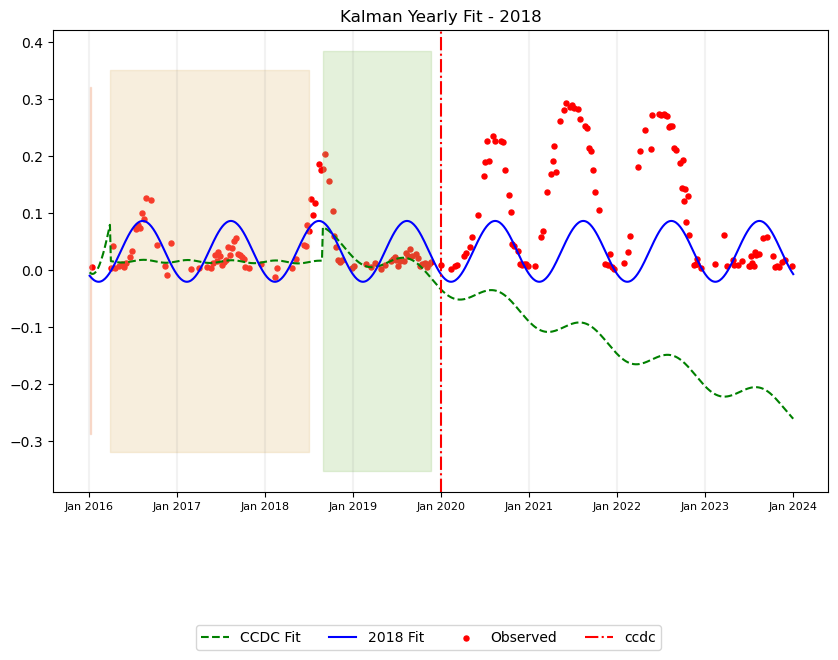 Kalman Yearly Fit - 2018
0.4
0.3
0.2
0.1
0.0
−0.1
−0.2
−0.3
Jan 2016 Jan 2017 Jan 2018 Jan 2019 Jan 2020 Jan 2021 Jan 2022 Jan 2023 Jan 2024
CCDC Fit 2018 Fit Observed ccdc